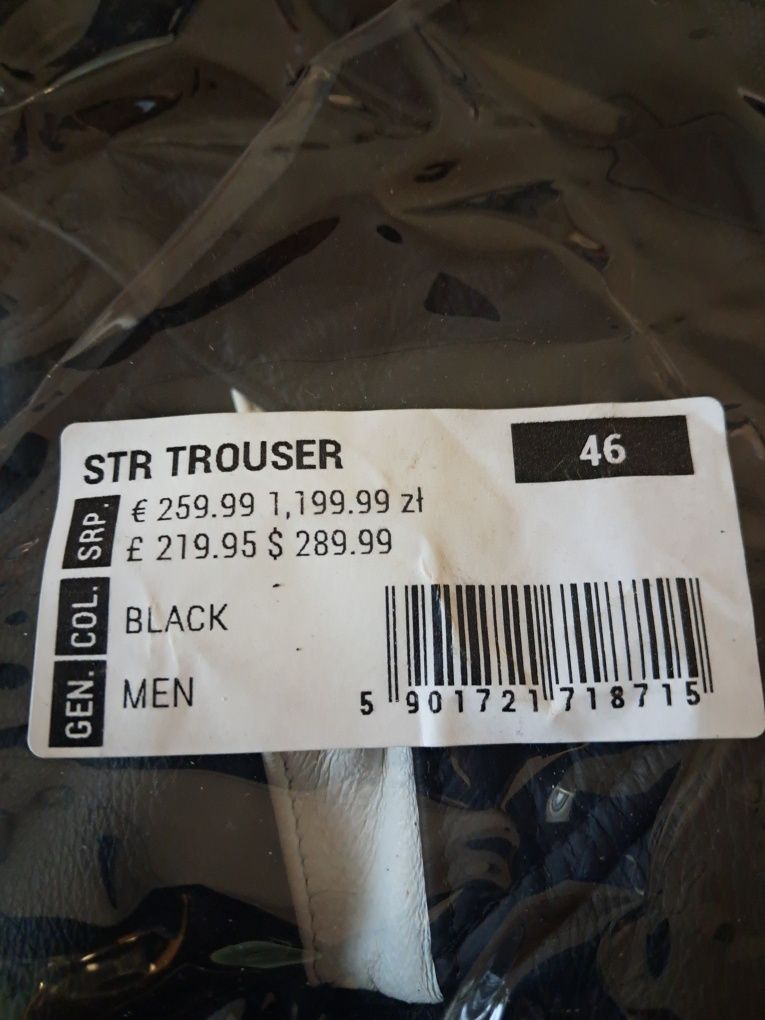 STR TROUSER
46
SRP. € 259.99 1,199.99 zł
£ 219.95 $ 289.99
COL. BLACK
GEN. MEN
5 901721 718715